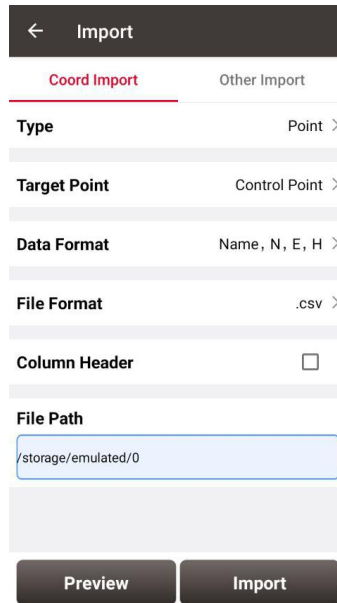 Import
Coord Import Other Import
Type Point
Target Point Control Point
Data Format Name, N, E, H
File Format .csv
Column Header
File Path
/storage/emulated/0
Preview Import